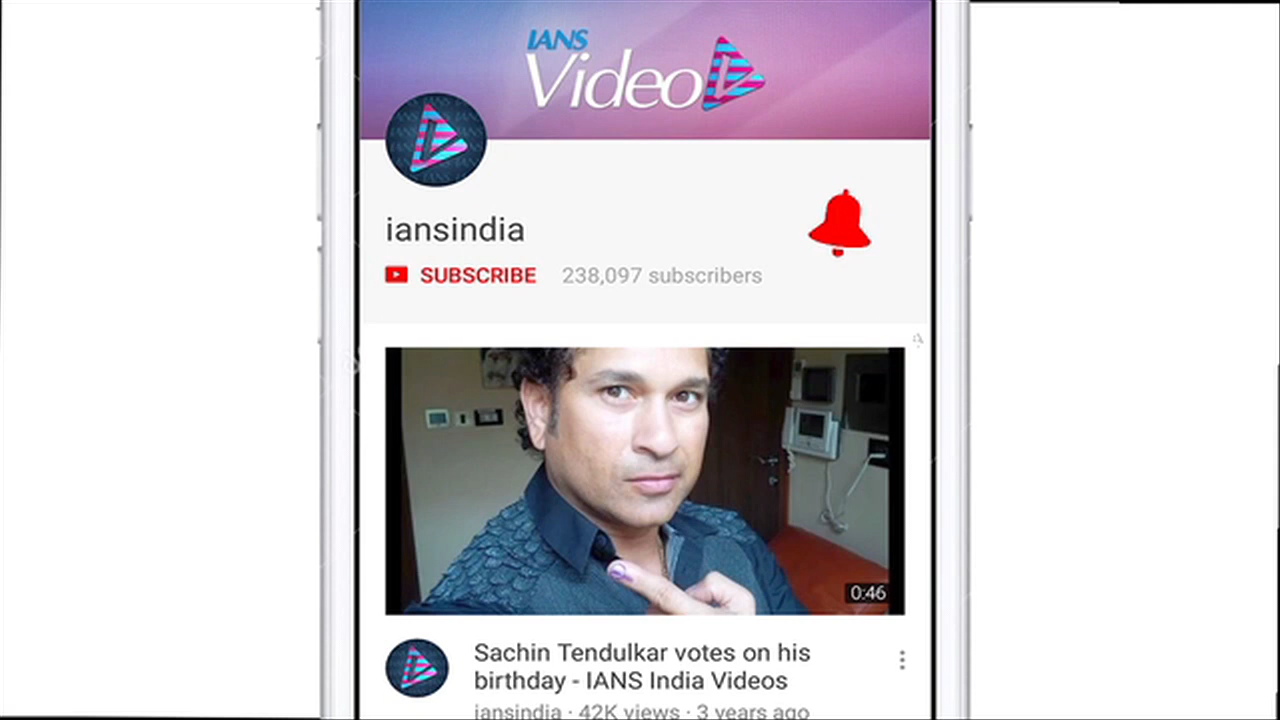 IANS
Video
iansindia
SUBSCRIBE 238,097 subscribers
0:46
Sachin Tendulkar votes on his
birthday - IANS India Videos
iansindia · 42K views · 3 years ago